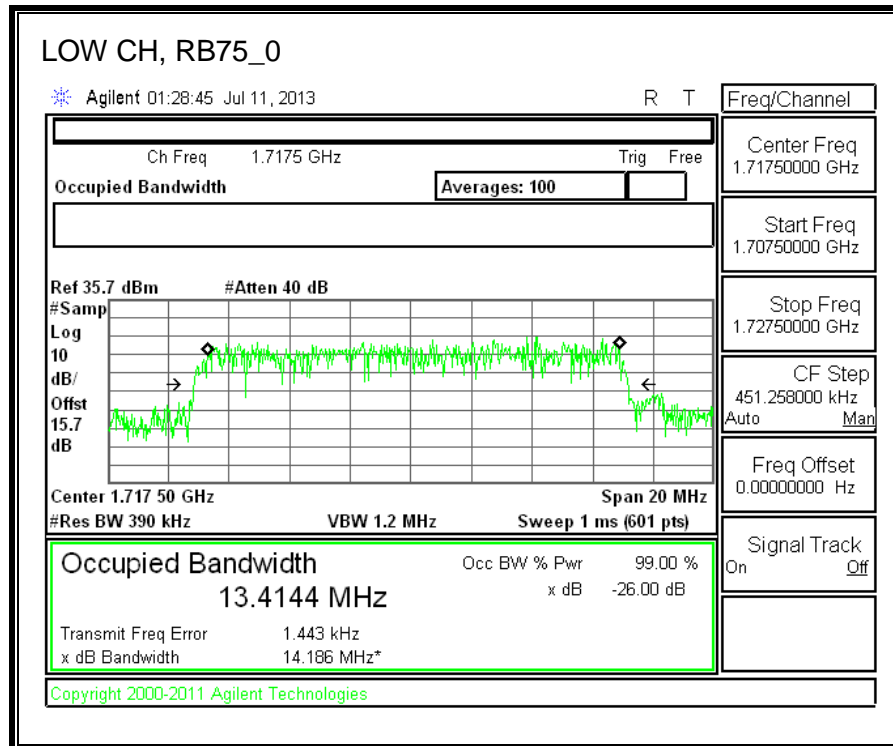 LOW CH, RB75_0
Agilent 01:28:45 Jul 11, 2013 R T
Freq/Channel
Ch Freq 1.7175 GHz Trig Free
Occupied Bandwidth Averages: 100
Ref 35.7 dBm #Atten 40 dB
#Samp
Log
10
dB/
Offst
15.7
dB
Center 1.717 50 GHz Span 20 MHz
#Res BW 390 kHz VBW 1.2 MHz Sweep 1 ms (601 pts)
Occupied Bandwidth Occ BW % Pwr 99.00 %
13.4144 MHz x dB -26.00 dB
Transmit Freq Error 1.443 kHz
x dB Bandwidth 14.186 MHz*
Copyright 2000-2011 Agilent Technologies
Center Freq
1.71750000 GHz
Start Freq
1.70750000 GHz
Stop Freq
1.72750000 GHz
CF Step
451.258000 kHz
Auto Man
Freq Offset
0.00000000 Hz
Signal Track
On Off